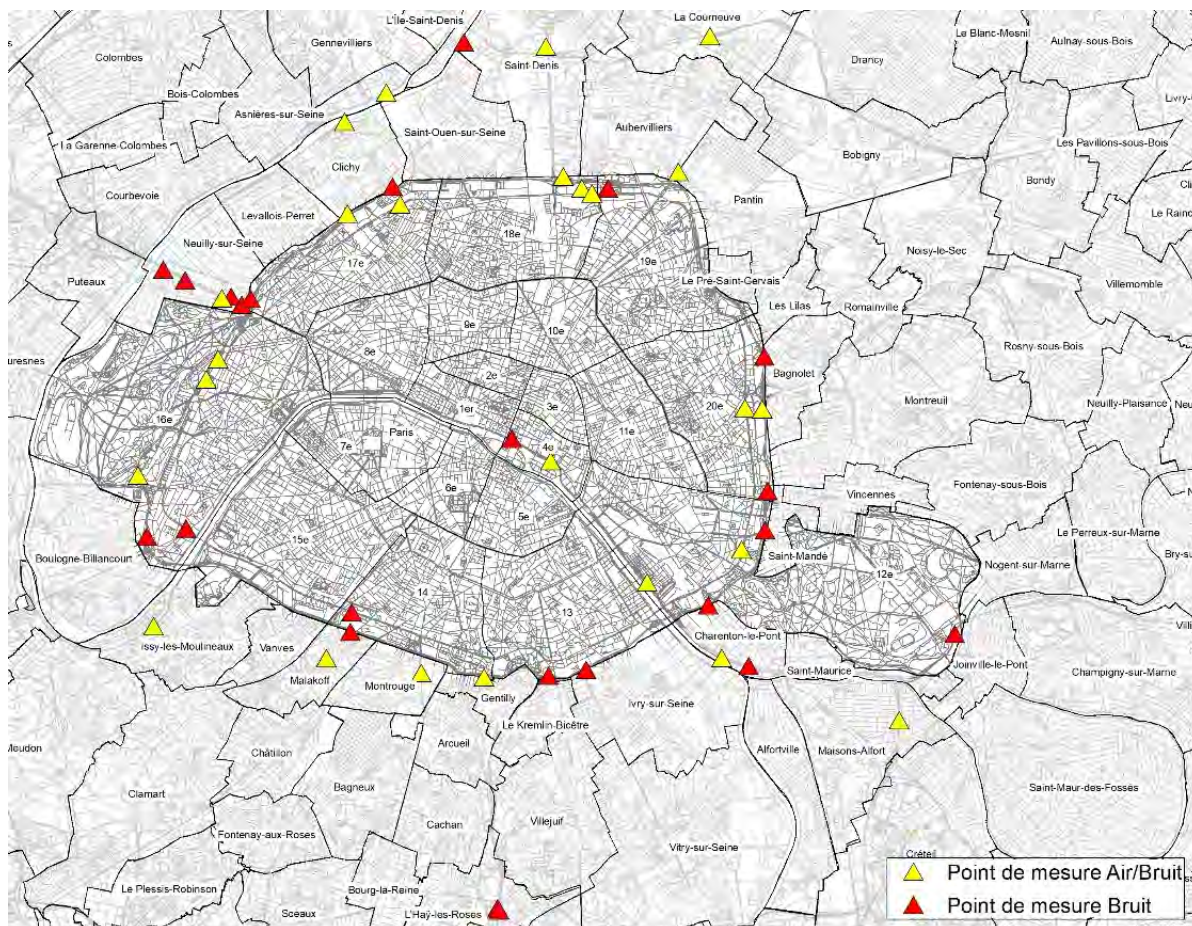 L'Île-Saint-Denis
La Courneuve
Gennevilliers
Le Blanc-Mesnil
Aulnay-sous-Bois
Colombes
Saint-Denis
Drancy
Bois-Colombes
Asnières-sur-Seine
Saint-Ouen-sur-Seine
Aubervilliers
La Garenne-Colombes
Les Pavillons-sous-Bois
Bobigny
Clichy
Bondy
Courbevoie
Pantin
Levallois-Perret
Neuilly-sur-Seine
18e
Noisy-le-Sec
17e
19e
Puteaux
Le Pré-Saint-Gervais
Villemomble
Les Lilas
Romainville
9e
10e
Rosny-sous-Bois
8e
2e
Bagnolet
1er
3e
20e
Montreuil
Neuilly-Plaisance
16e
11e
7e
Paris
4e
Fontenay-sous-Bois
6e
Vincennes
5e
15e
Le Perreux-sur-Marne
Boulogne-Billancourt
Saint-Mandé
12e
Nogent-sur-Marne
14
13
Charenton-le-Pont
Issy-les-Moulineaux
Vanves
Saint-Maurice
Joinville-le-Pont
Champigny-sur-Marne
Malakoff
Montrouge
Gentilly
Ivry-sur-Seine
Le Kremlin-Bicêtre
Arcueil
Alfortville
Maisons-Alfort
Châtillon
Bagneux
Saint-Maur-des-Fossés
Clamart
Cachan
Villejuif
Fontenay-aux-Roses
Vitry-sur-Seine
Créteil
Le Plessis-Robinson
Bourg-la-Reine
Sceaux
L'Haÿ-les-Roses
Point de mesure Air/Bruit
Point de mesure Bruit